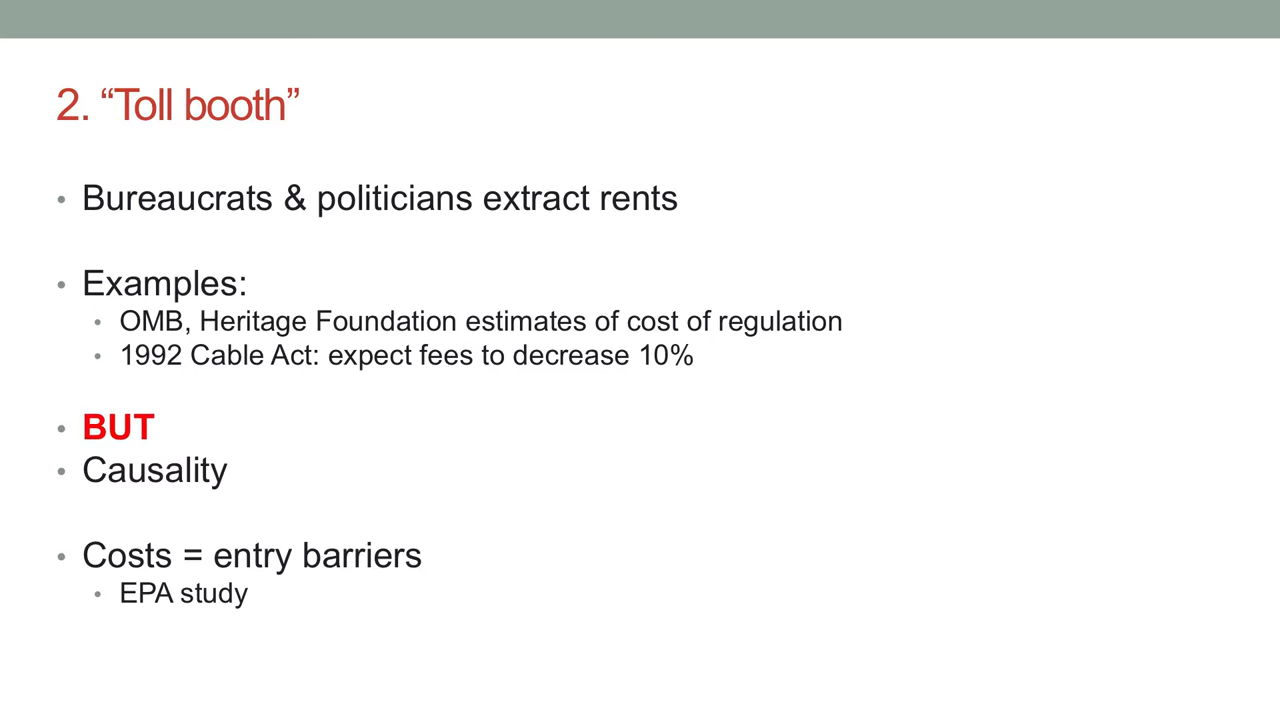 2. “Toll booth”
• Bureaucrats & politicians extract rents
• Examples:
• OMB, Heritage Foundation estimates of cost of regulation
• 1992 Cable Act: expect fees to decrease 10%
• BUT
• Causality
• Costs = entry barriers
• EPA study